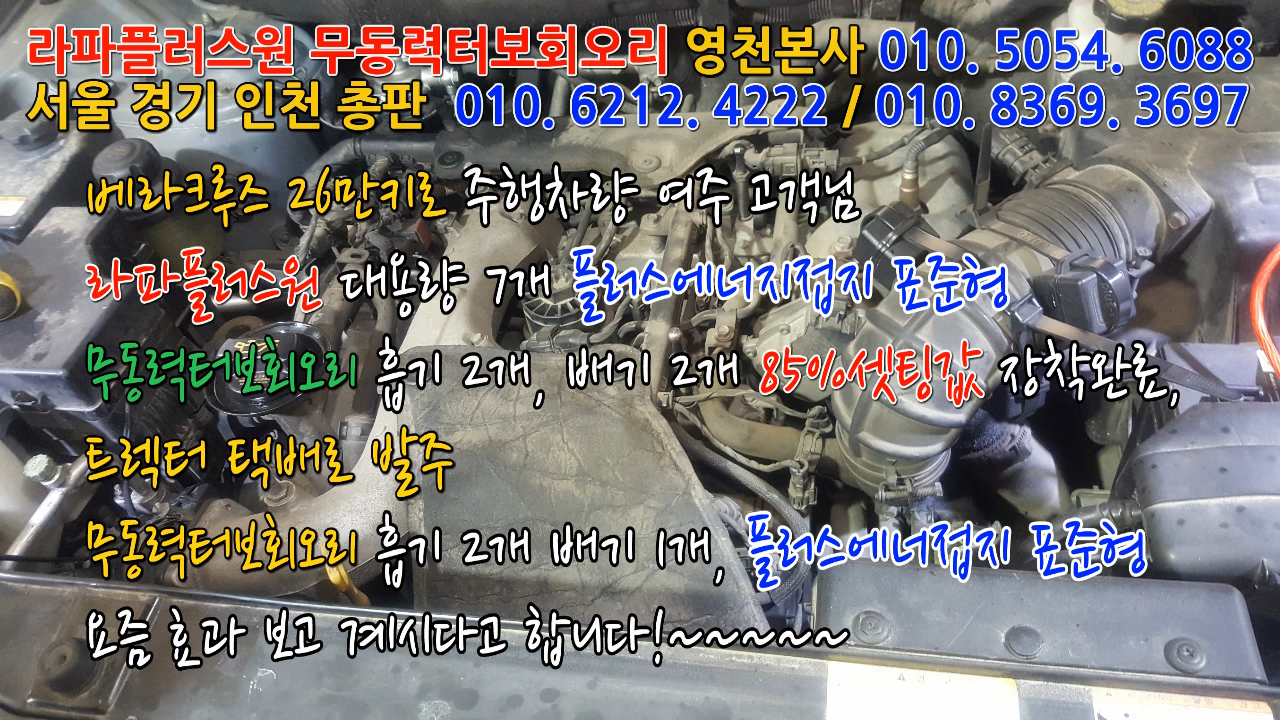 라파플러스원 무동력터보회오리 영천본사 010. 5054. 6088
서울 경기 인천 총판 010. 6212. 4222 / 010. 8369. 3697
베라크루즈 26만키로 주행차량 여주 고객님
라파플러스원 대용량 7개 플러스에너지접지 표준형
무동력터보회오리 흡기 2개, 배기 2개 85%셋팅값 장착완료,
트렉터 택배로 발주
무동력터보회오리 흡기 2개 배기 1개, 플러스에너접지 표준형
요즘 효과 보고 계시다고 합니다!~~~~~